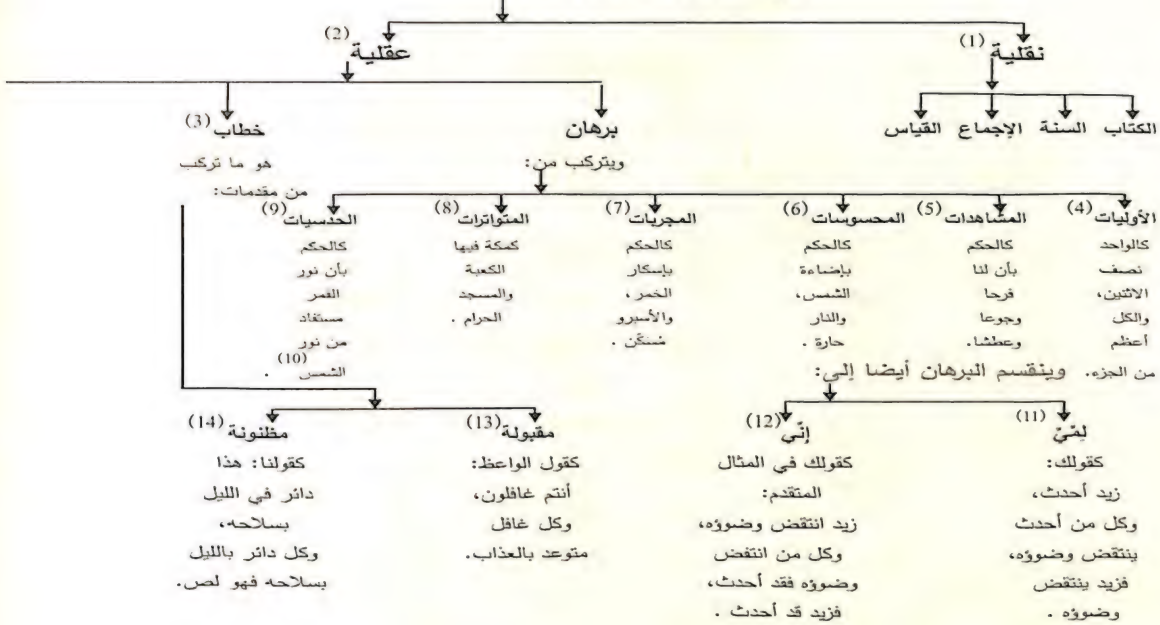 نقلية (1)
عقلية (2)
الكتاب
السنة
الإجماع
القياس
برهان
ويتركب من:
خطاب (3)
هو ما تركب
من مقدمات:
الأوليات (4)
كالواحد
نصف
الاثنين،
والكل
أعظم
من الجزء.
المشاهدات (5)
كالحكم
بأن لنا
فرحا
وجوعا
وعطشا.
المحسوسات (6)
كالحكم
بإضاءة
الشمس،
والنار
حارة .
المجربات (7)
كالحكم
بإسكار
الخمر،
والأسبرو
مُسَكّن .
المتواترات (8)
كمكة فيها
الكعبة
والمسجد
الحرام .
الحدسيات (9)
كالحكم
بأن نور
القمر
مستفاد
من نور
الشمس (10) .
وينقسم البرهان أيضا إلى:
لِمّيّ (11)
كقولك:
زيد أحدث،
وكل من أحدث
ينتقض وضوؤه،
فزيد ينتقض
وضوؤه .
إنّي (12)
كقولك في المثال
المتقدم:
زيد انتقض وضوؤه،
وكل من انتقض
وضوؤه فقد أحدث،
فزيد قد أحدث .
مقبولة (13)
كقول الواعظ:
أنتم غافلون،
وكل غافل
متوعد بالعذاب.
مظنونة (14)
كقولنا: هذا
دائر في الليل
بسلاحه،
وكل دائر بالليل
بسلاحه فهو لص.